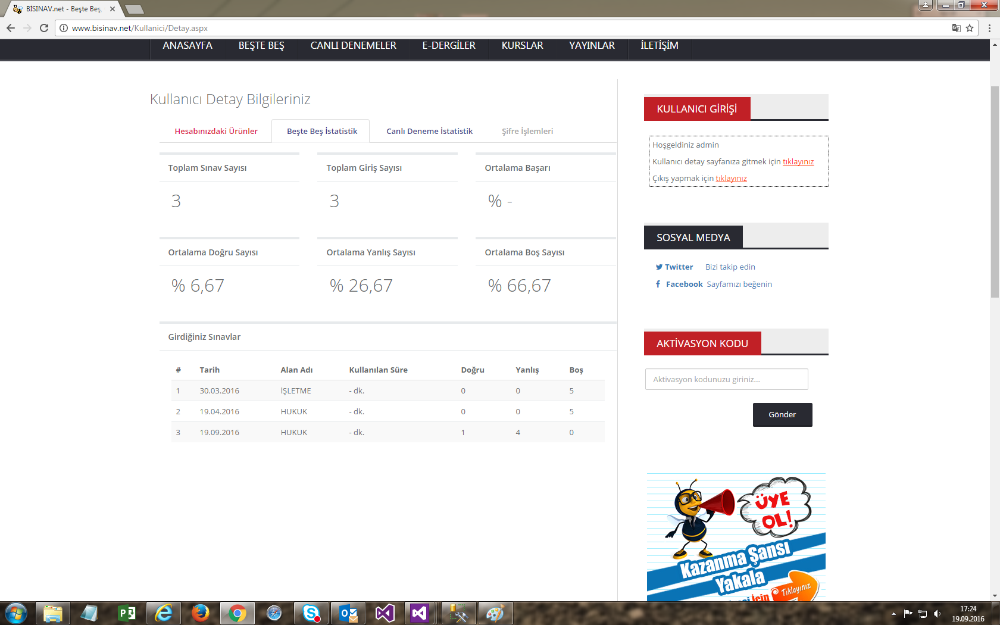 BİSINAV.net - Beşte Beş
www.bisinav.net/Kullanici/Detay.aspx
ANASAYFA BEŞTE BEŞ CANLI DENEMELER E-DERGİLER KURSLAR YAYINLAR İLETİŞİM
Kullanıcı Detay Bilgileriniz
Hesabınızdaki Ürünler Beşte Beş İstatistik Canlı Deneme İstatistik Şifre İşlemleri
Toplam Sınav Sayısı Toplam Giriş Sayısı Ortalama Başarı
3 3 % -
Ortalama Doğru Sayısı Ortalama Yanlış Sayısı Ortalama Boş Sayısı
% 6,67 % 26,67 % 66,67
Girdiğiniz Sınavlar
# Tarih Alan Adı Kullanılan Süre Doğru Yanlış Boş
1 30.03.2016 İŞLETME - dk. 0 0 5
2 19.04.2016 HUKUK - dk. 0 0 5
3 19.09.2016 HUKUK - dk. 1 4 0
KULLANICI GİRİŞİ
Hoşgeldiniz admin
Kullanıcı detay sayfanıza gitmek için tıklayınız
Çıkış yapmak için tıklayınız
SOSYAL MEDYA
Twitter Bizi takip edin
Facebook Sayfamızı beğenin
AKTİVASYON KODU
Aktivasyon kodunuzu giriniz...
Gönder
ÜYE
OL!
Kazanma Şansı
Yakala
İçin Tıklayınız
17:24
19.09.2016